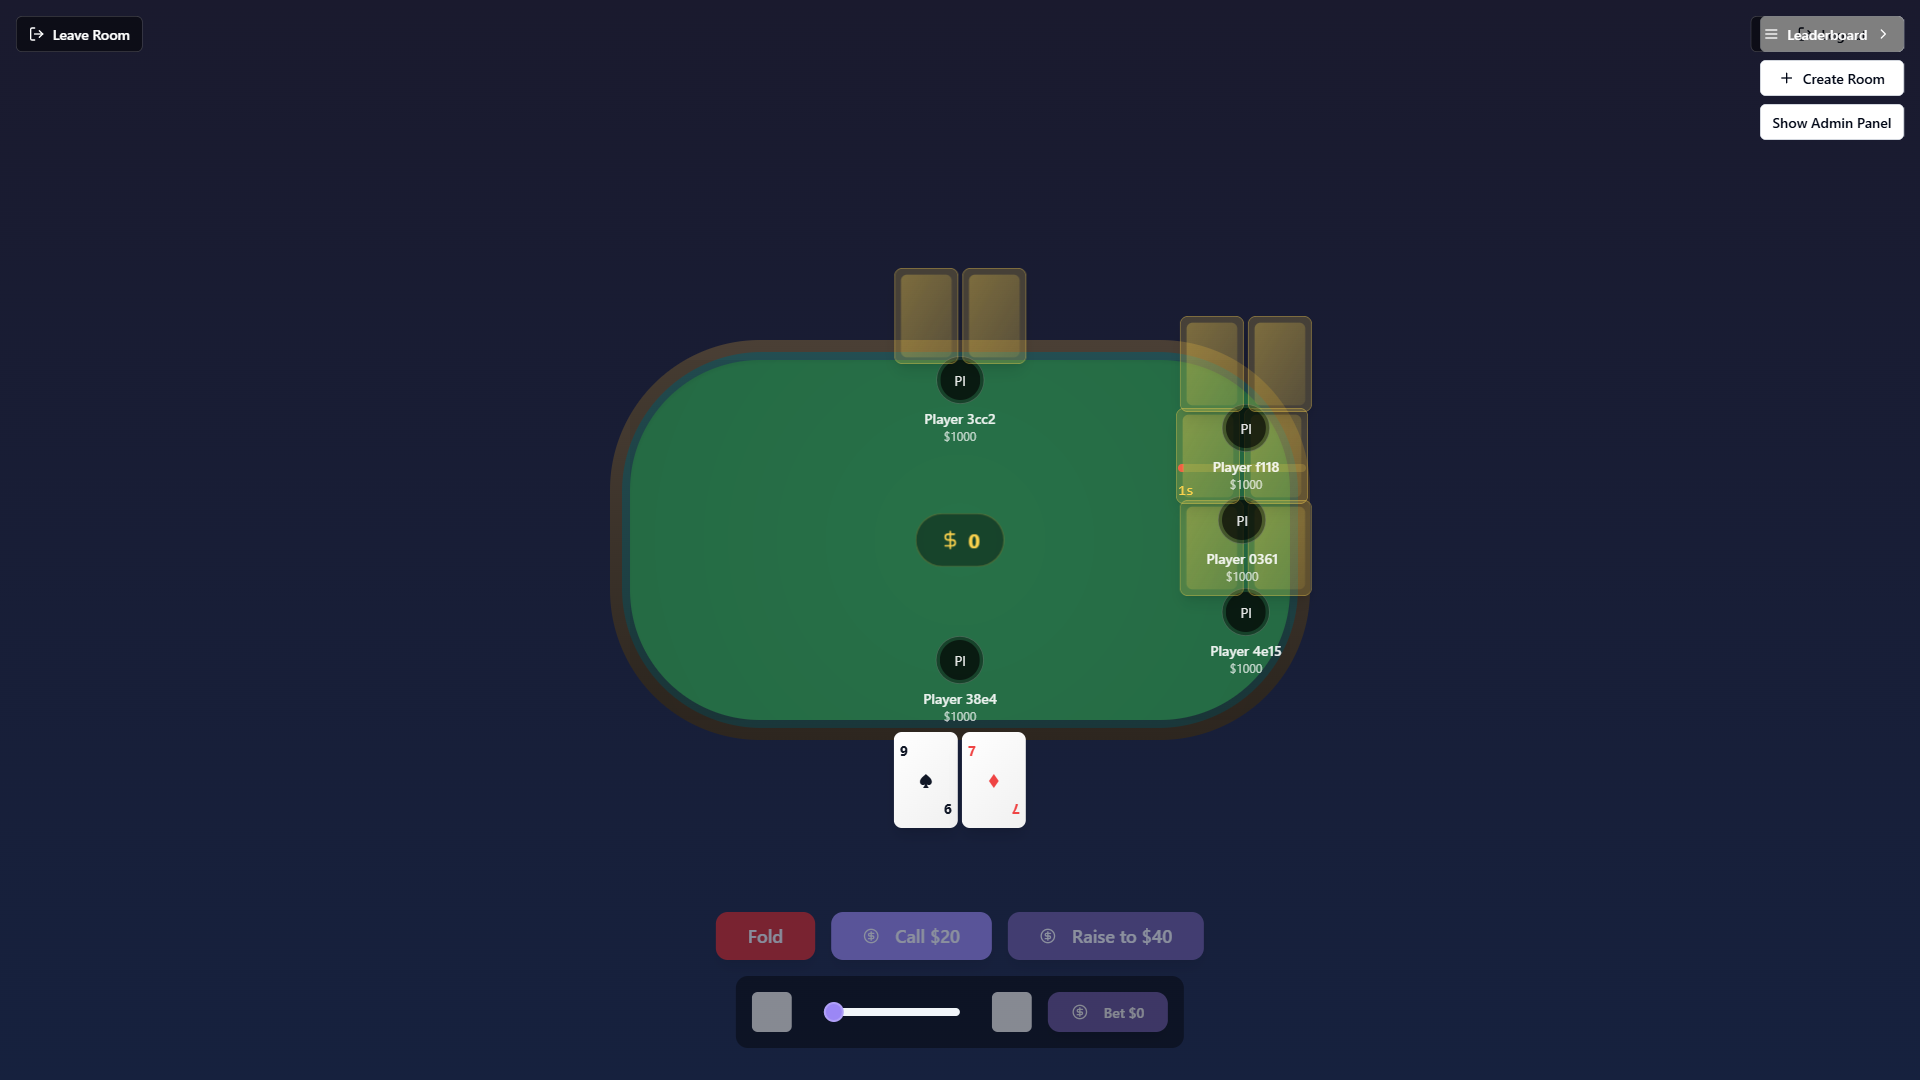 Leave Room
Leaderboard
Create Room
Show Admin Panel
PI
Player 3cc2
$1000
PI
Player f118
$1000
1s
PI
Player 0361
$1000
$ 0
PI
Player 4e15
$1000
PI
Player 38e4
$1000
9
9
7
7
Fold
Call $20
Raise to $40
Bet $0